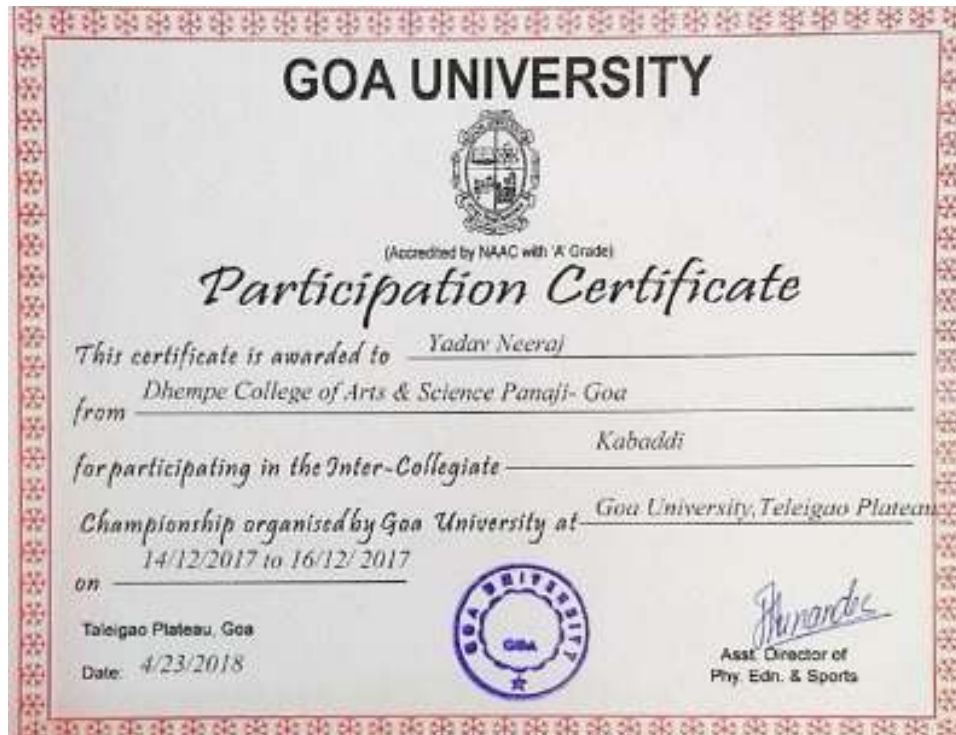 GOA UNIVERSITY
(Accredited by NAAC with 'A' Grade)
Participation Certificate
This certificate is awarded to Yadav Neeraj
from Dhempe College of Arts & Science Panaji- Goa
for participating in the Inter-Collegiate Kabaddi
Championship organised by Goa University at Goa University,Teleigao Plateau
on 14/12/2017 to 16/12/ 2017
GOA UNIVERSITY
GOA
Taleigao Plateau, Goa
Date: 4/23/2018
Asst. Director of
Phy. Edn. & Sports